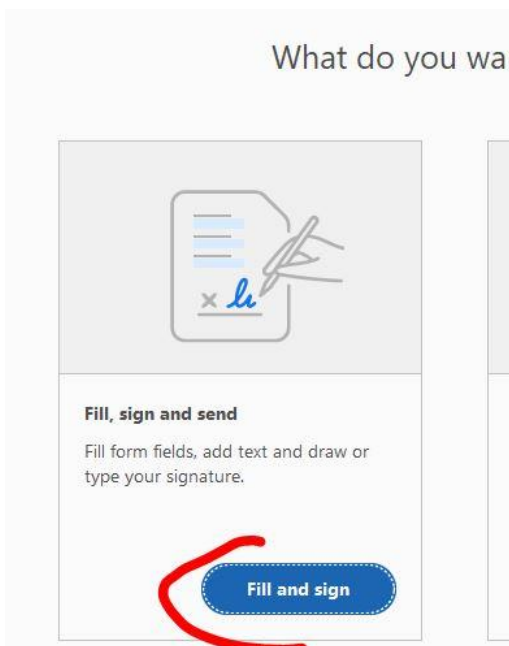 What do you wa
Fill, sign and send
Fill form fields, add text and draw or
type your signature.
Fill and sign